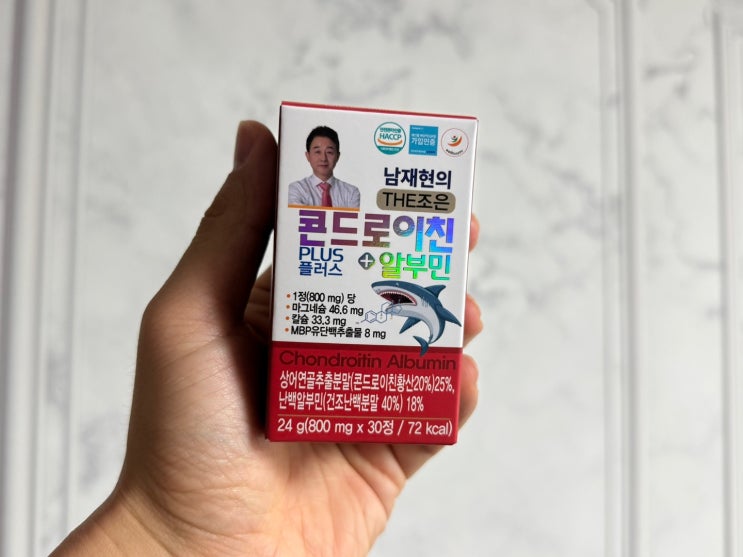 HACCP
가입인증
남재현의
THE조은
콘드로이친
PLUS
플러스
+알부민
• 1정(800 mg) 당
• 마그네슘 46.6 mg
• 칼슘 33.3 mg
• MBP유단백추출물 8 mg
Chondroitin Albumin
상어연골추출분말(콘드로이친황산20%)25%,
난백알부민(건조난백분말 40%) 18%
24 g(800 mg x 30정 / 72 kcal)